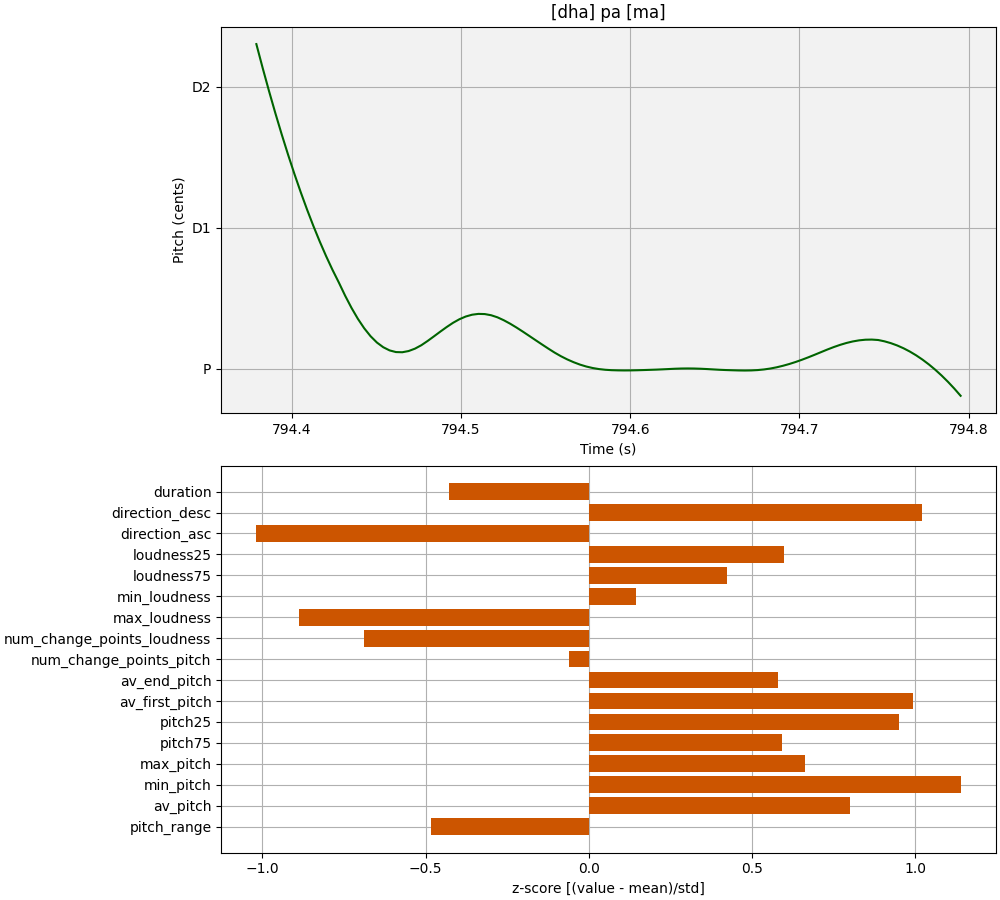 [dha] pa [ma]
D2
D1
P
Pitch (cents)
794.4 794.5 794.6 794.7 794.8
Time (s)
duration
direction_desc
direction_asc
loudness25
loudness75
min_loudness
max_loudness
num_change_points_loudness
num_change_points_pitch
av_end_pitch
av_first_pitch
pitch25
pitch75
max_pitch
min_pitch
av_pitch
pitch_range
−1.0 −0.5 0.0 0.5 1.0
z-score [(value - mean)/std]